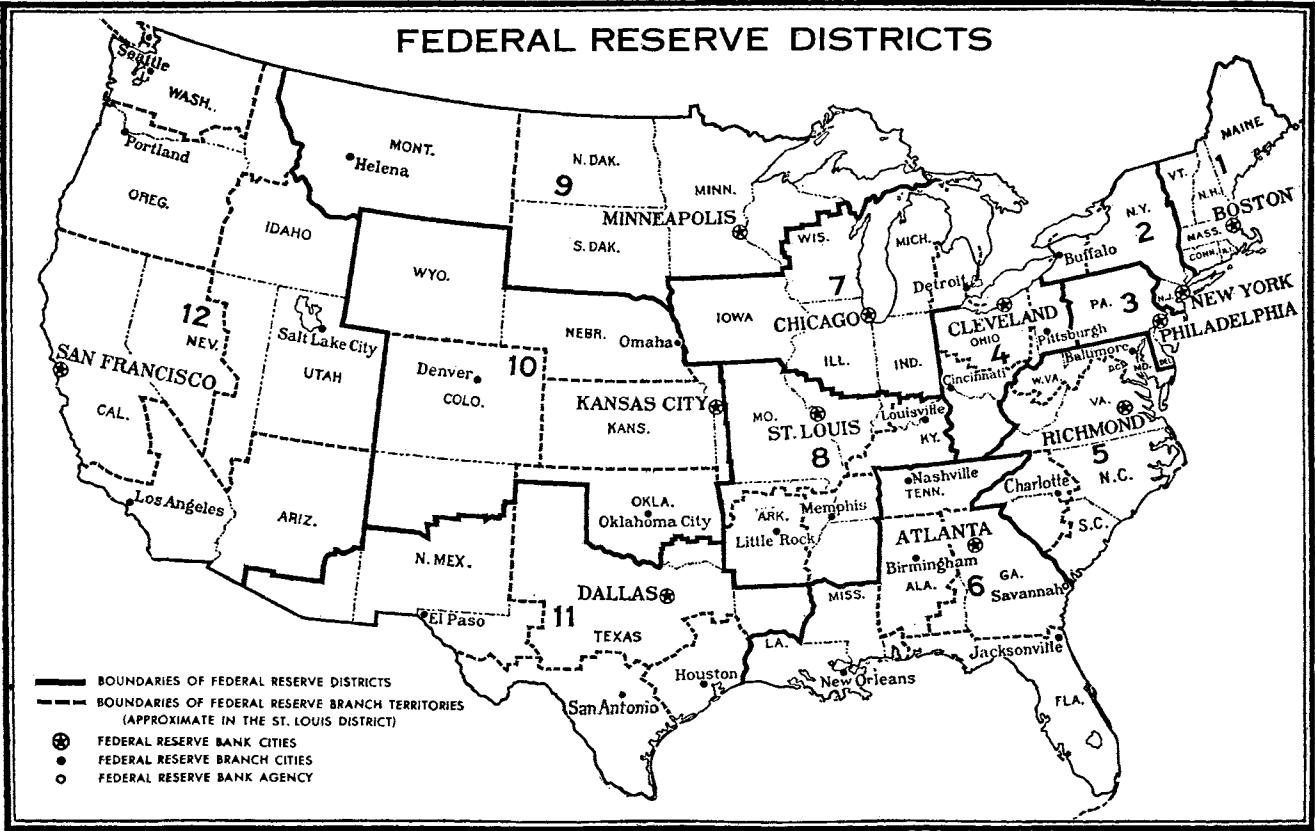 FEDERAL RESERVE DISTRICTS
Seattle
WASH.
Portland
OREG.
IDAHO
MONT.
Helena
N. DAK.
9
S. DAK.
MINN.
MINNEAPOLIS
WYO.
WIS.
MICH.
7
Detroit
CHICAGO
IOWA
ILL.
IND.
MAINE
1
VT.
N.H.
BOSTON
MASS.
CONN.
R.I.
N.Y.
2
Buffalo
NEW YORK
N.J.
PA.
3
PHILADELPHIA
CLEVELAND
OHIO
4
Pittsburgh
Cincinnati
Baltimore
D.C.
MD.
DEL.
W.VA.
VA.
RICHMOND
5
N.C.
Charlotte
S.C.
12
NEV.
SAN FRANCISCO
CAL.
Los Angeles
Salt Lake City
UTAH
ARIZ.
NEBR.
Omaha
10
Denver
COLO.
KANSAS CITY
KANS.
OKLA.
Oklahoma City
MO.
ST. LOUIS
8
Louisville
KY.
Nashville
TENN.
Memphis
ARK.
Little Rock
ATLANTA
Birmingham
ALA.
6
GA.
Savannah
Jacksonville
FLA.
MISS.
LA.
New Orleans
N. MEX.
El Paso
DALLAS
11
TEXAS
Houston
San Antonio
BOUNDARIES OF FEDERAL RESERVE DISTRICTS
BOUNDARIES OF FEDERAL RESERVE BRANCH TERRITORIES
(APPROXIMATE IN THE ST. LOUIS DISTRICT)
FEDERAL RESERVE BANK CITIES
FEDERAL RESERVE BRANCH CITIES
FEDERAL RESERVE BANK AGENCY